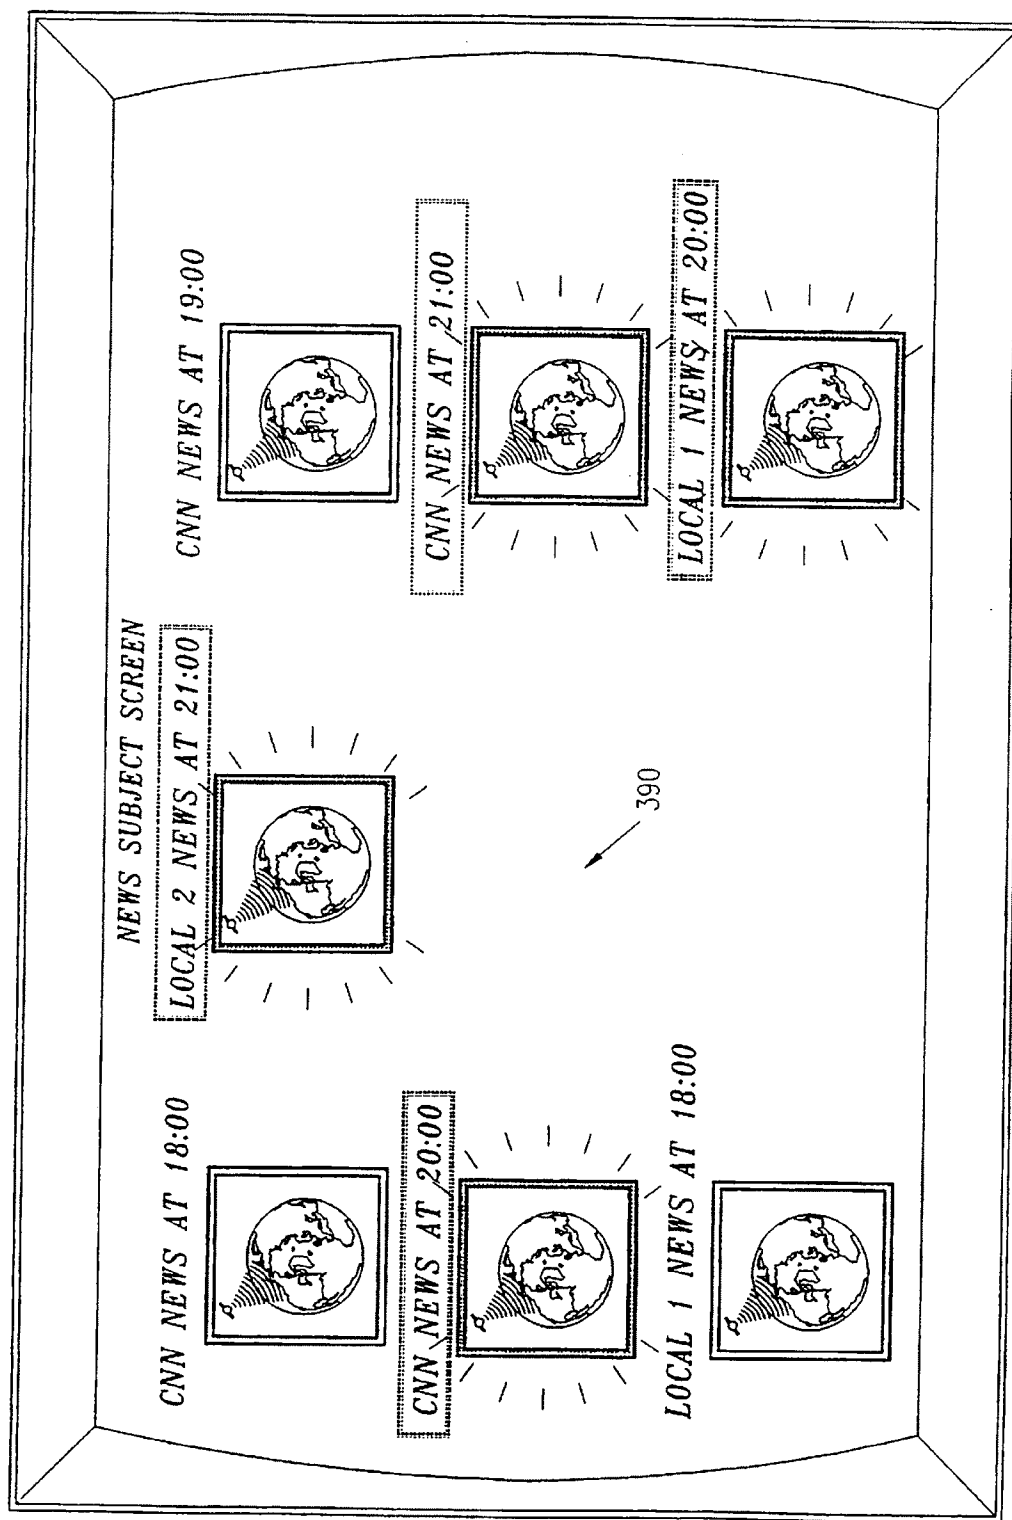 NEWS SUBJECT SCREEN
CNN NEWS AT 18:00
LOCAL 2 NEWS AT 21:00
CNN NEWS AT 19:00
CNN NEWS AT 20:00
CNN NEWS AT 21:00
LOCAL 1 NEWS AT 18:00
LOCAL 1 NEWS AT 20:00
390